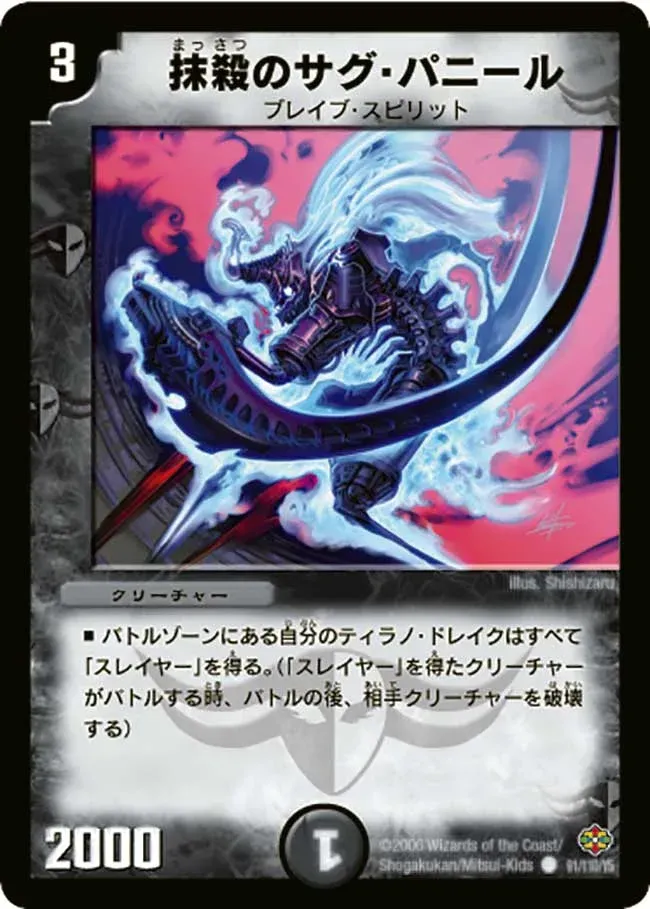 3
まっさつ
抹殺のサグ・パニール
ブレイブ・スピリット
illus. Shishizaru
クリーチャー
■ バトルゾーンにある自分のティラノ・ドレイクはすべて
「スレイヤー」を得る。(「スレイヤー」を得たクリーチャー
がバトルする時、バトルの後、相手クリーチャーを破壊
する)
2000
1
©2006 Wizards of the Coast/
Shogakukan/Mitsui-Kids
91/110/Y5